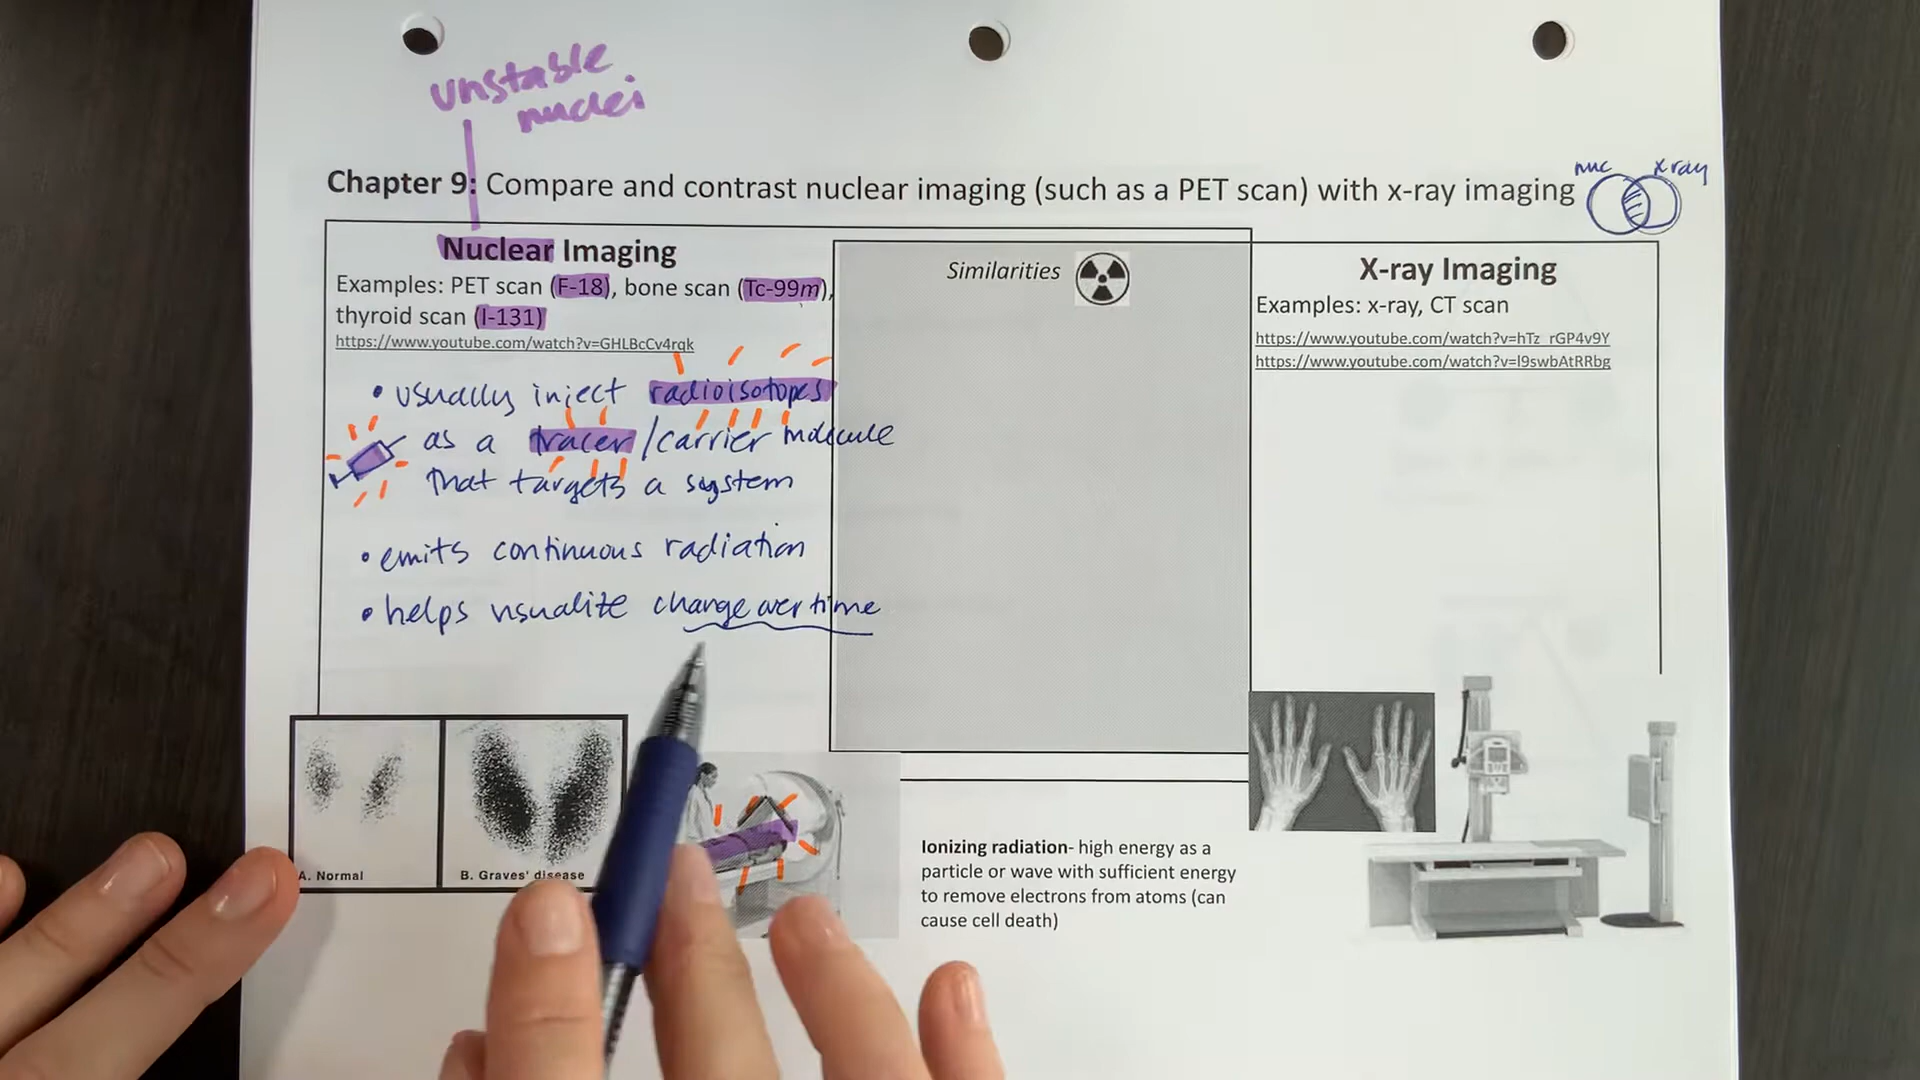 unstable
nuclei
Chapter 9: Compare and contrast nuclear imaging (such as a PET scan) with x-ray imaging
nuc xray
Nuclear Imaging
Examples: PET scan (F-18), bone scan (Tc-99m),
thyroid scan (I-131)
https://www.youtube.com/watch?v=GHLBcCv4rqk
• usually inject radioisotopes
as a tracer/carrier molecule
that targets a system
• emits continuous radiation
• helps visualize change over time
A. Normal
B. Graves' disease
Similarities
Ionizing radiation- high energy as a
particle or wave with sufficient energy
to remove electrons from atoms (can
cause cell death)
X-ray Imaging
Examples: x-ray, CT scan
https://www.youtube.com/watch?v=hTz_rGP4v9Y
https://www.youtube.com/watch?v=l9swbAtRRbg